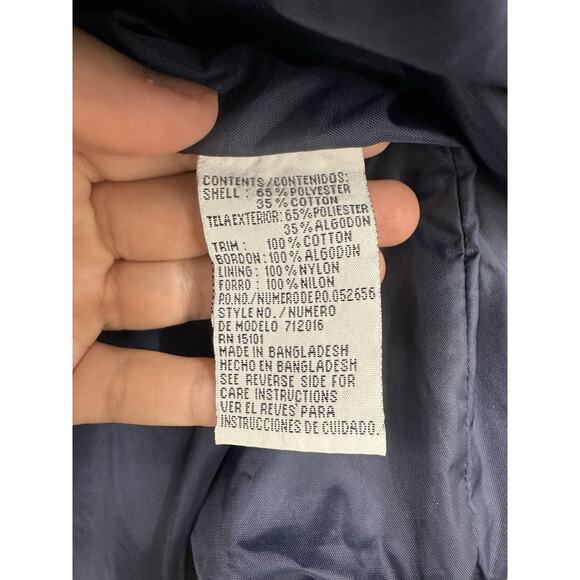 CONTENTS/CONTENIDOS:
SHELL : 65% POLYESTER
35% COTTON
TELA EXTERIOR: 65% POLIESTER
35% ALGODON
TRIM : 100% COTTON
BORDON: 100% ALGODON
LINING : 100% NYLON
FORRO : 100% NILON
P.O.NO./NUMERO DE P.O. 052656
STYLE NO./NUMERO
DE MODELO 712016
RN 15101
MADE IN BANGLADESH
HECHO EN BANGLADESH
SEE REVERSE SIDE FOR
CARE INSTRUCTIONS
VER EL REVES PARA
INSTRUCCIONES DE CUIDADO.